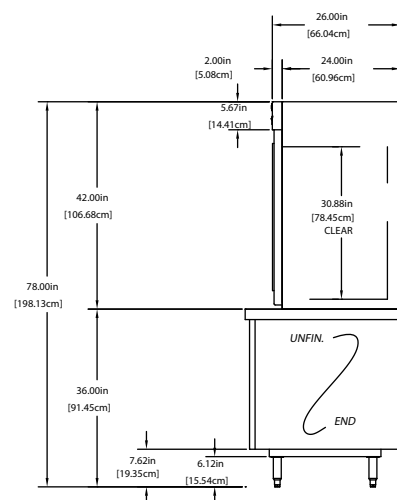 26.00in
[66.04cm]
2.00in
[5.08cm]
24.00in
[60.96cm]
5.67in
[14.41cm]
42.00in
[106.68cm]
30.88in
[78.45cm]
CLEAR
78.00in
[198.13cm]
UNFIN.
36.00in
[91.45cm]
END
7.62in
[19.35cm]
6.12in
[15.54cm]